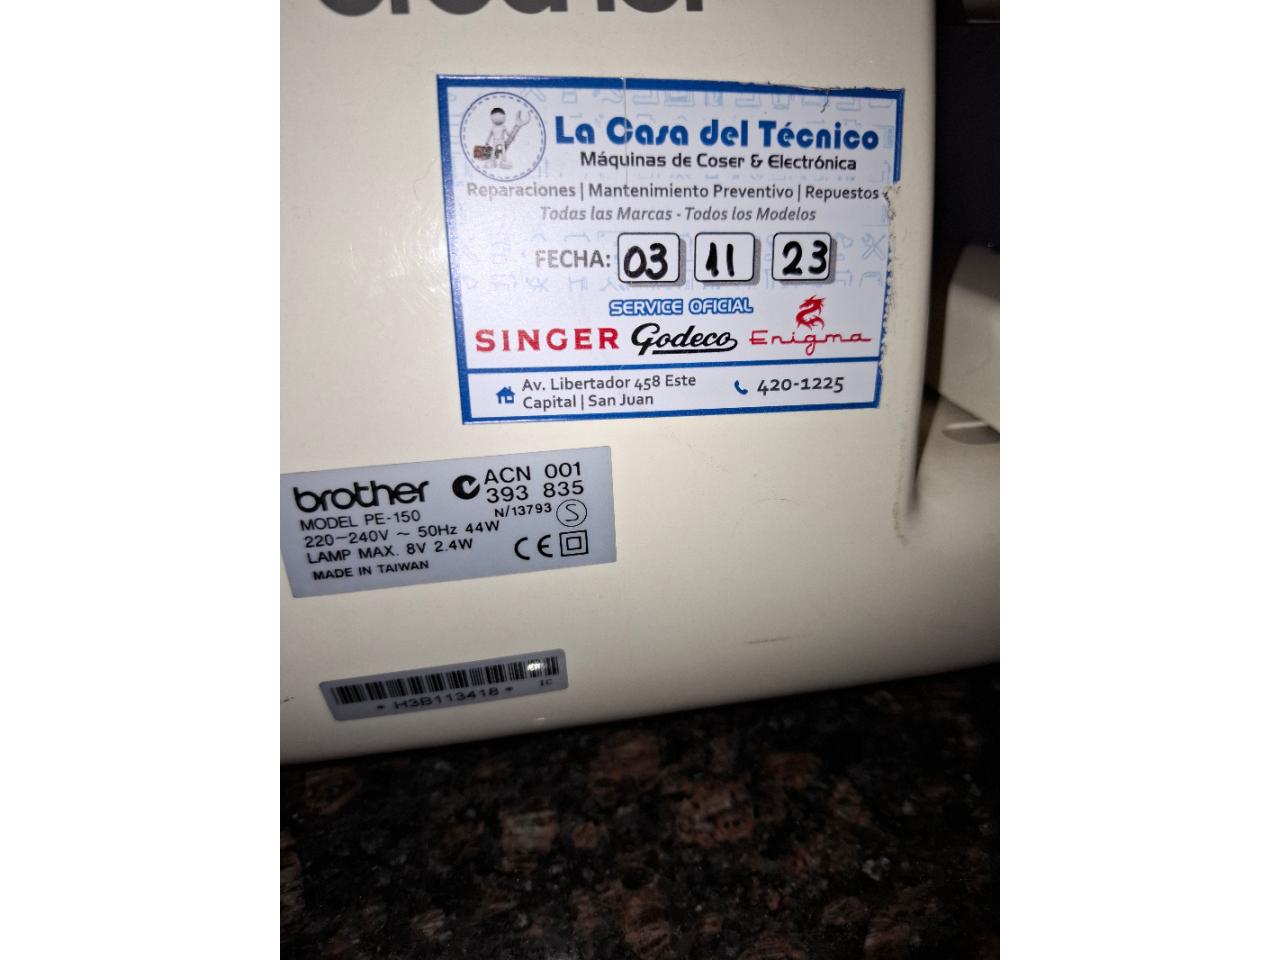 brother
La Casa del Técnico
Máquinas de Coser & Electrónica
Reparaciones | Mantenimiento Preventivo | Repuestos
Todas las Marcas - Todos los Modelos
FECHA: 03 11 23
SERVICE OFICIAL
SINGER Godeco Enigma
Av. Libertador 458 Este
Capital | San Juan
420-1225
brother
ACN 001
393 835
MODEL PE-150
N/13793 S
220-240V ~ 50Hz 44W
LAMP MAX. 8V 2.4W
CE
MADE IN TAIWAN
* H3B113418 *
IC